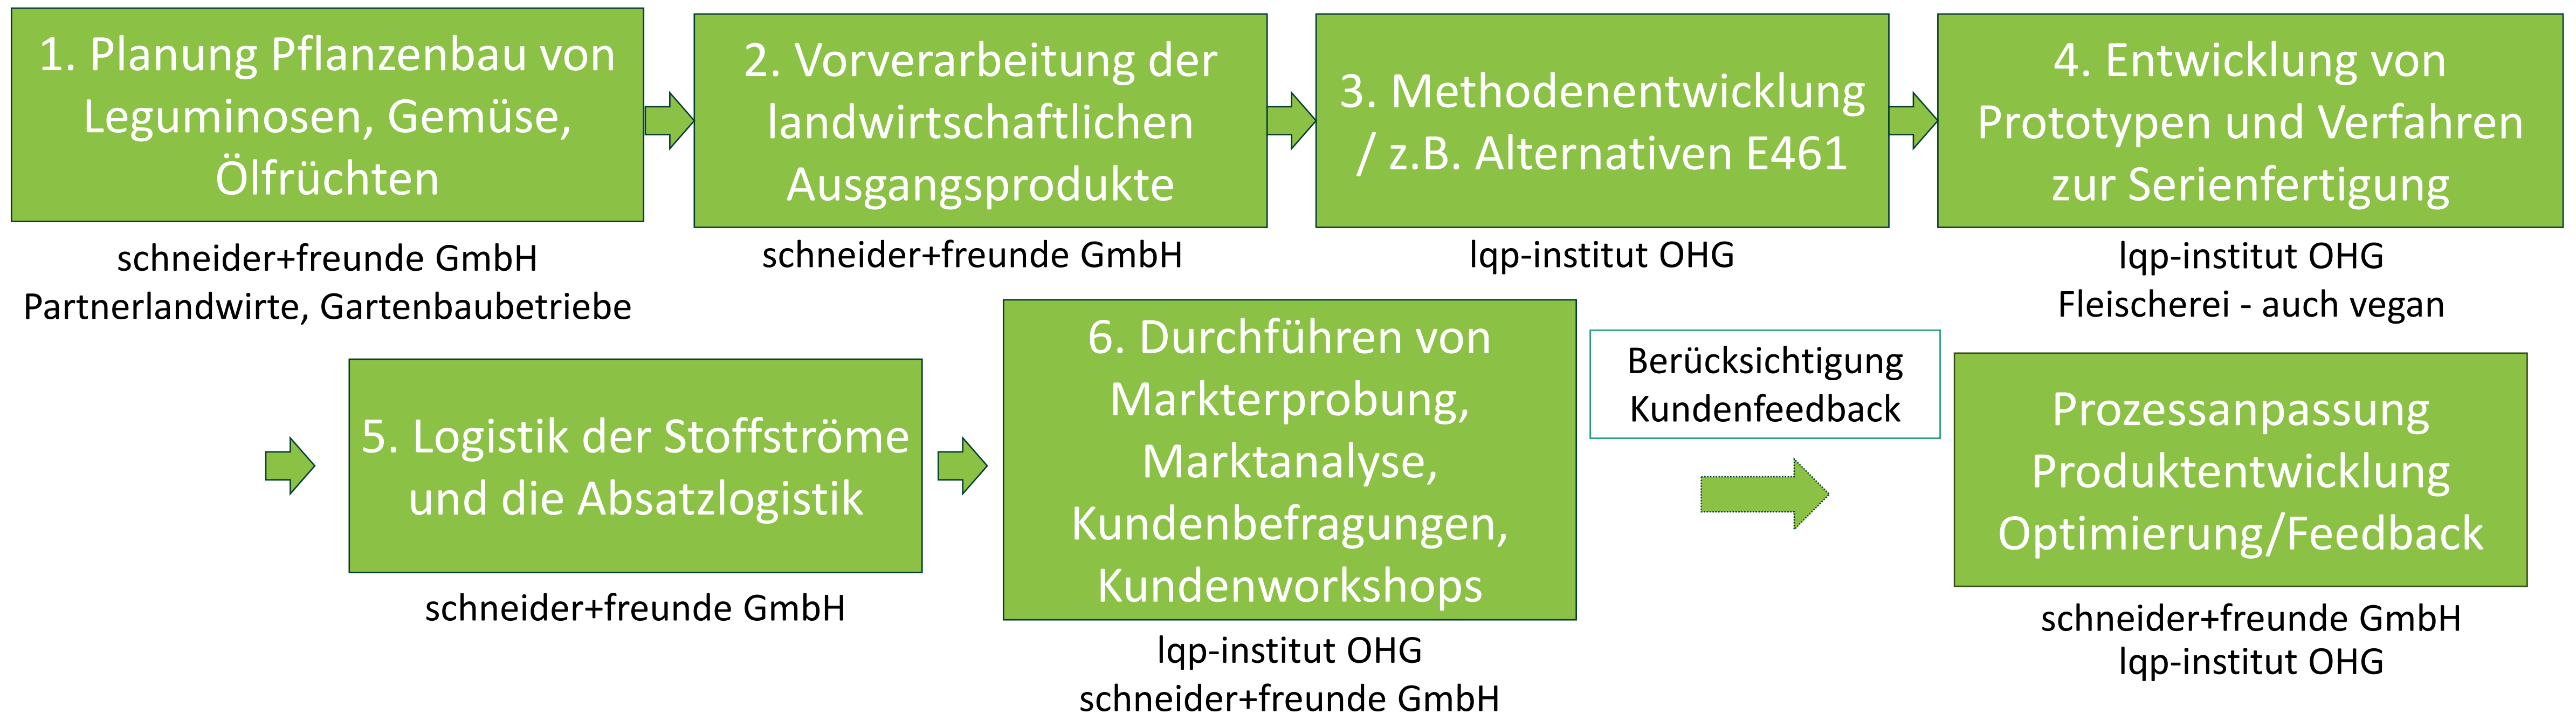 1. Planung Pflanzenbau von
Leguminosen, Gemüse,
Ölfrüchten
schneider+freunde GmbH
Partnerlandwirte, Gartenbaubetriebe
2. Vorverarbeitung der
landwirtschaftlichen
Ausgangsprodukte
schneider+freunde GmbH
3. Methodenentwicklung
/ z.B. Alternativen E461
lqp-institut OHG
4. Entwicklung von
Prototypen und Verfahren
zur Serienfertigung
lqp-institut OHG
Fleischerei - auch vegan
5. Logistik der Stoffströme
und die Absatzlogistik
schneider+freunde GmbH
6. Durchführen von
Markterprobung,
Marktanalyse,
Kundenbefragungen,
Kundenworkshops
lqp-institut OHG
schneider+freunde GmbH
Berücksichtigung
Kundenfeedback
Prozessanpassung
Produktentwicklung
Optimierung/Feedback
schneider+freunde GmbH
lqp-institut OHG